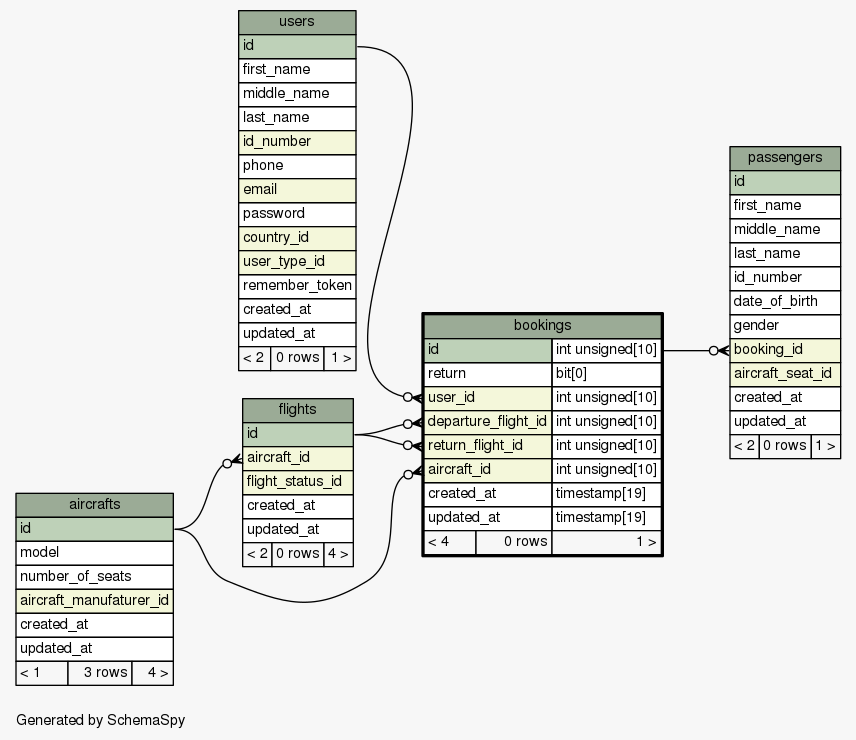 users
id
first_name
middle_name
last_name
id_number
phone
email
password
country_id
user_type_id
remember_token
created_at
updated_at
< 2 0 rows 1 >
passengers
id
first_name
middle_name
last_name
id_number
date_of_birth
gender
booking_id
aircraft_seat_id
created_at
updated_at
< 2 0 rows 1 >
bookings
id int unsigned[10]
return bit[0]
user_id int unsigned[10]
departure_flight_id int unsigned[10]
return_flight_id int unsigned[10]
aircraft_id int unsigned[10]
created_at timestamp[19]
updated_at timestamp[19]
< 4 0 rows 1 >
flights
id
aircraft_id
flight_status_id
created_at
updated_at
< 2 0 rows 4 >
aircrafts
id
model
number_of_seats
aircraft_manufaturer_id
created_at
updated_at
< 1 3 rows 4 >
Generated by SchemaSpy